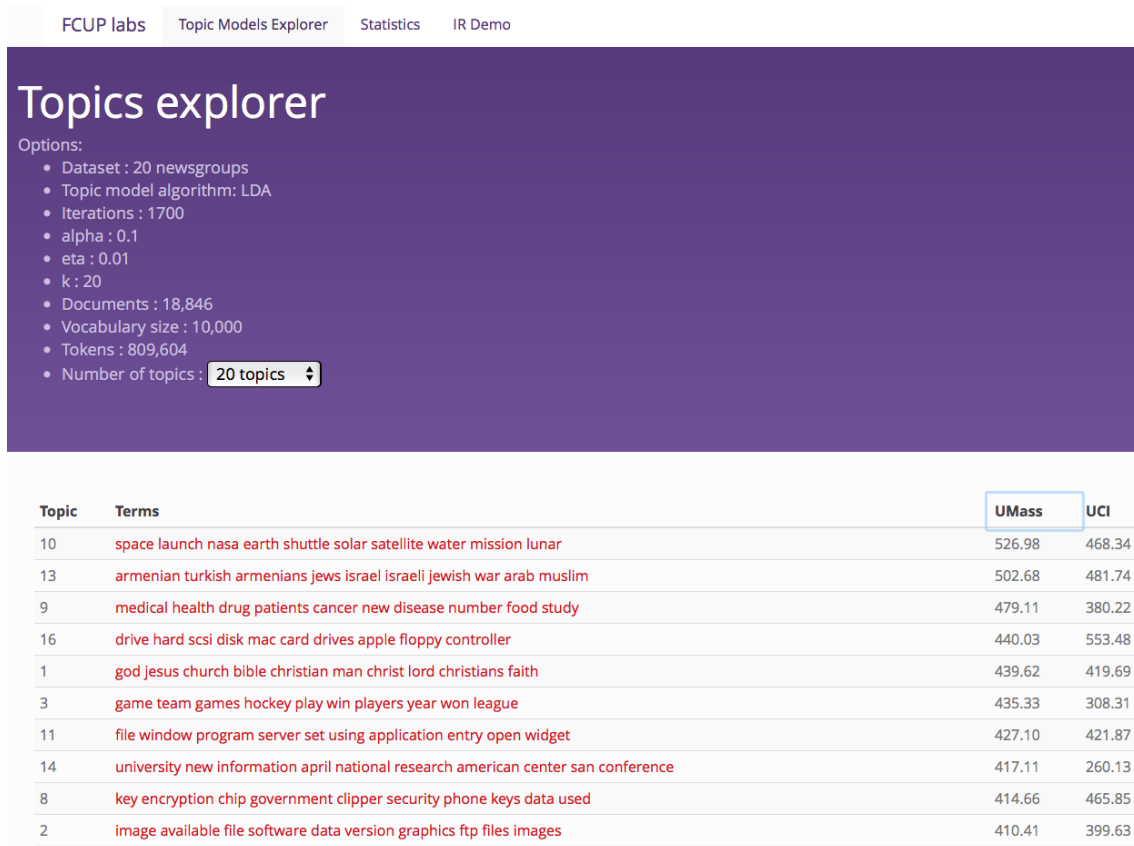 FCUP labs Topic Models Explorer Statistics IR Demo
Topics explorer
Options:
• Dataset : 20 newsgroups
• Topic model algorithm: LDA
• Iterations : 1700
• alpha : 0.1
• eta : 0.01
• k : 20
• Documents : 18,846
• Vocabulary size : 10,000
• Tokens : 809,604
• Number of topics : 20 topics
Topic Terms UMass UCI
10 space launch nasa earth shuttle solar satellite water mission lunar 526.98 468.34
13 armenian turkish armenians jews israel israeli jewish war arab muslim 502.68 481.74
9 medical health drug patients cancer new disease number food study 479.11 380.22
16 drive hard scsi disk mac card drives apple floppy controller 440.03 553.48
1 god jesus church bible christian man christ lord christians faith 439.62 419.69
3 game team games hockey play win players year won league 435.33 308.31
11 file window program server set using application entry open widget 427.10 421.87
14 university new information april national research american center san conference 417.11 260.13
8 key encryption chip government clipper security phone keys data used 414.66 465.85
2 image available file software data version graphics ftp files images 410.41 399.63